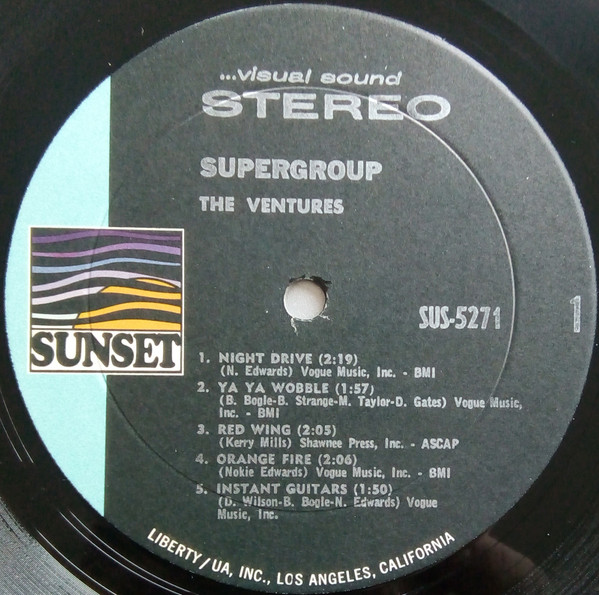 ...visual sound
STEREO
SUPERGROUP
THE VENTURES
SUNSET
SUS-5271
1
1. NIGHT DRIVE (2:19)
(N. Edwards) Vogue Music, Inc. - BMI
2. YA YA WOBBLE (1:57)
(B. Bogle-B. Strange-M. Taylor-D. Gates) Vogue Music,
Inc. - BMI
3. RED WING (2:05)
(Kerry Mills) Shawnee Press, Inc. - ASCAP
4. ORANGE FIRE (2:06)
(Nokie Edwards) Vogue Music, Inc. - BMI
5. INSTANT GUITARS (1:50)
(D. Wilson-B. Bogle-N. Edwards) Vogue
Music, Inc.
LIBERTY/UA, INC., LOS ANGELES, CALIFORNIA